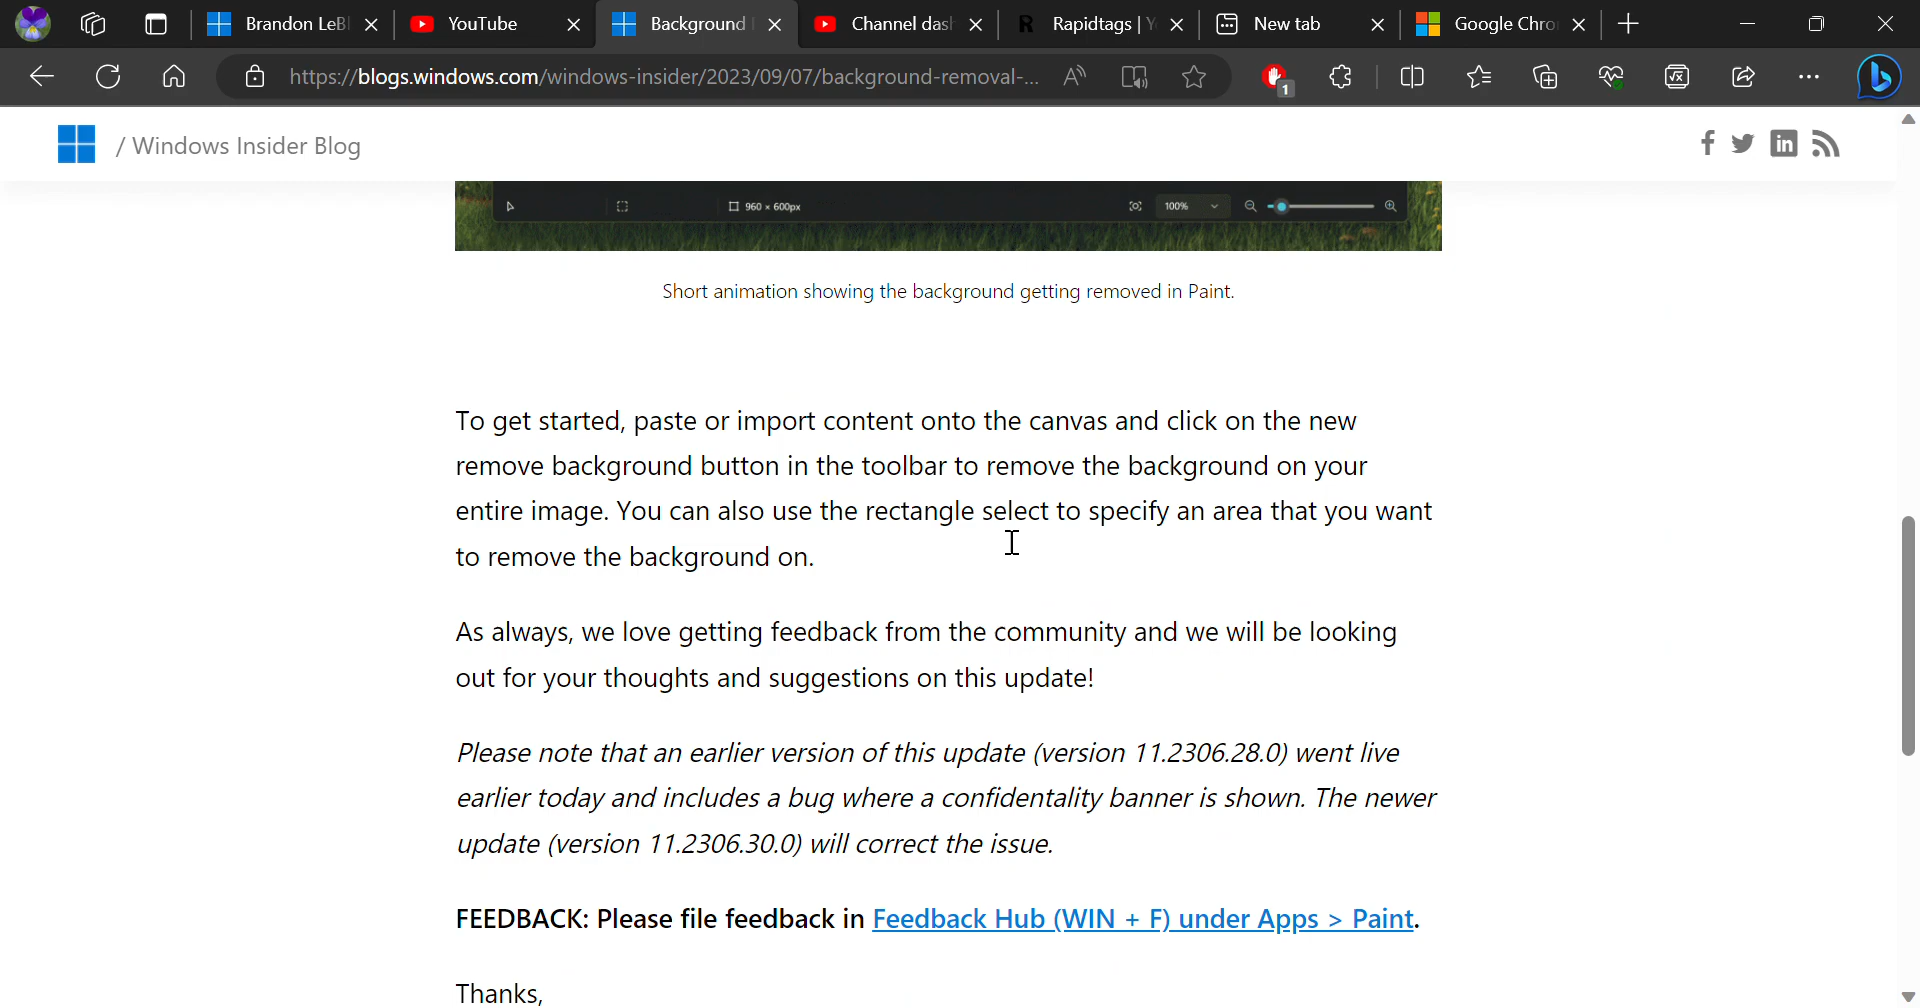 Brandon LeBl
YouTube
Background
Channel dash
Rapidtags | Yo
New tab
Google Chro
https://blogs.windows.com/windows-insider/2023/09/07/background-removal-...
1
/ Windows Insider Blog
960 × 600px
100%
Short animation showing the background getting removed in Paint.
To get started, paste or import content onto the canvas and click on the new
remove background button in the toolbar to remove the background on your
entire image. You can also use the rectangle select to specify an area that you want
to remove the background on.
As always, we love getting feedback from the community and we will be looking
out for your thoughts and suggestions on this update!
Please note that an earlier version of this update (version 11.2306.28.0) went live
earlier today and includes a bug where a confidentality banner is shown. The newer
update (version 11.2306.30.0) will correct the issue.
FEEDBACK: Please file feedback in Feedback Hub (WIN + F) under Apps > Paint.
Thanks,